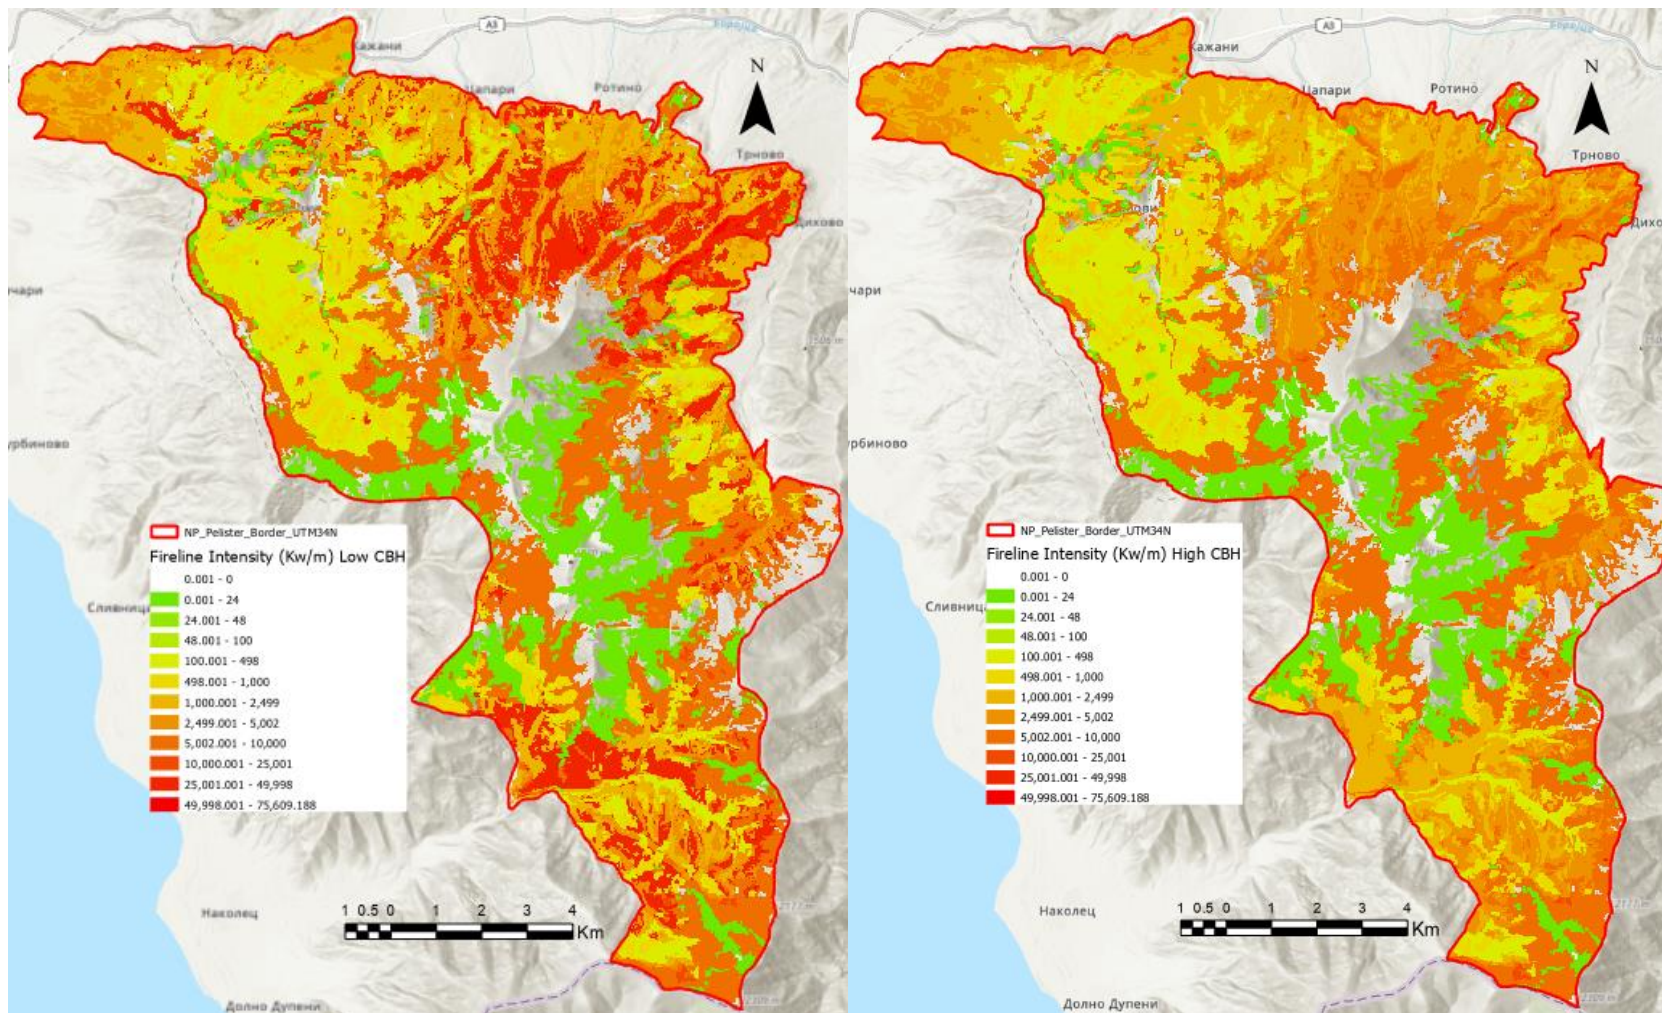 A3
Кажани
Цапари
Ротино
N
Трново
Дихово
чари
рбиново
NP_Pelister_Border_UTM34N
Fireline Intensity (Kw/m) Low CBH
0.001 - 0
0.001 - 24
24.001 - 48
48.001 - 100
100.001 - 498
498.001 - 1,000
1,000.001 - 2,499
2,499.001 - 5,002
5,002.001 - 10,000
10,000.001 - 25,001
25,001.001 - 49,998
49,998.001 - 75,609.188
Сливница
Наколец
1 0.5 0 1 2 3 4
Km
Долно Дупени
A3
Кажани
Цапари
Ротино
N
Трново
Дихо
чари
урбиново
NP_Pelister_Border_UTM34N
Fireline Intensity (Kw/m) High CBH
0.001 - 0
0.001 - 24
24.001 - 48
48.001 - 100
100.001 - 498
498.001 - 1,000
1,000.001 - 2,499
2,499.001 - 5,002
5,002.001 - 10,000
10,000.001 - 25,001
25,001.001 - 49,998
49,998.001 - 75,609.188
Сливниц
Наколец
1 0.5 0 1 2 3 4
Km
Долно Дупени